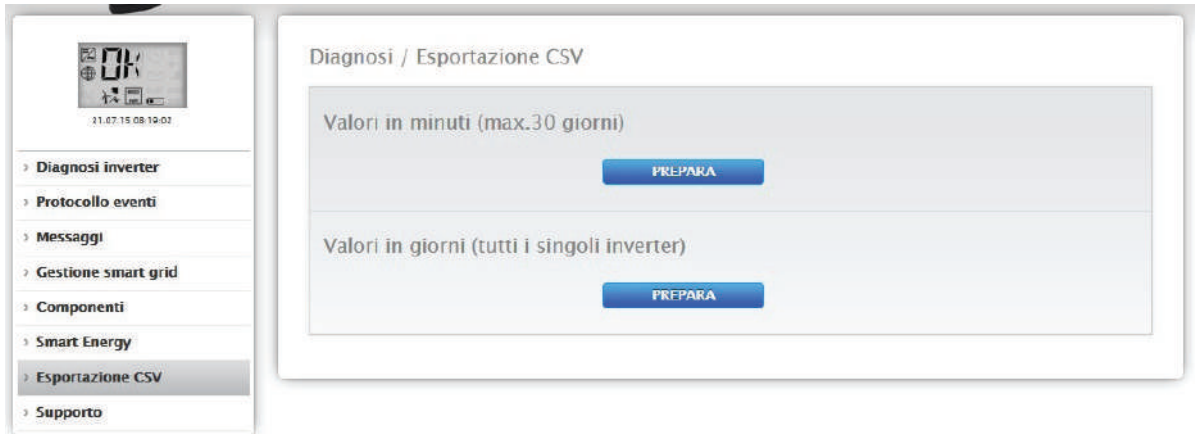 OK
21.07.15 08:19:02
Diagnosi inverter
Protocollo eventi
Messaggi
Gestione smart grid
Componenti
Smart Energy
Esportazione CSV
Supporto
Diagnosi / Esportazione CSV
Valori in minuti (max.30 giorni)
PREPARA
Valori in giorni (tutti i singoli inverter)
PREPARA